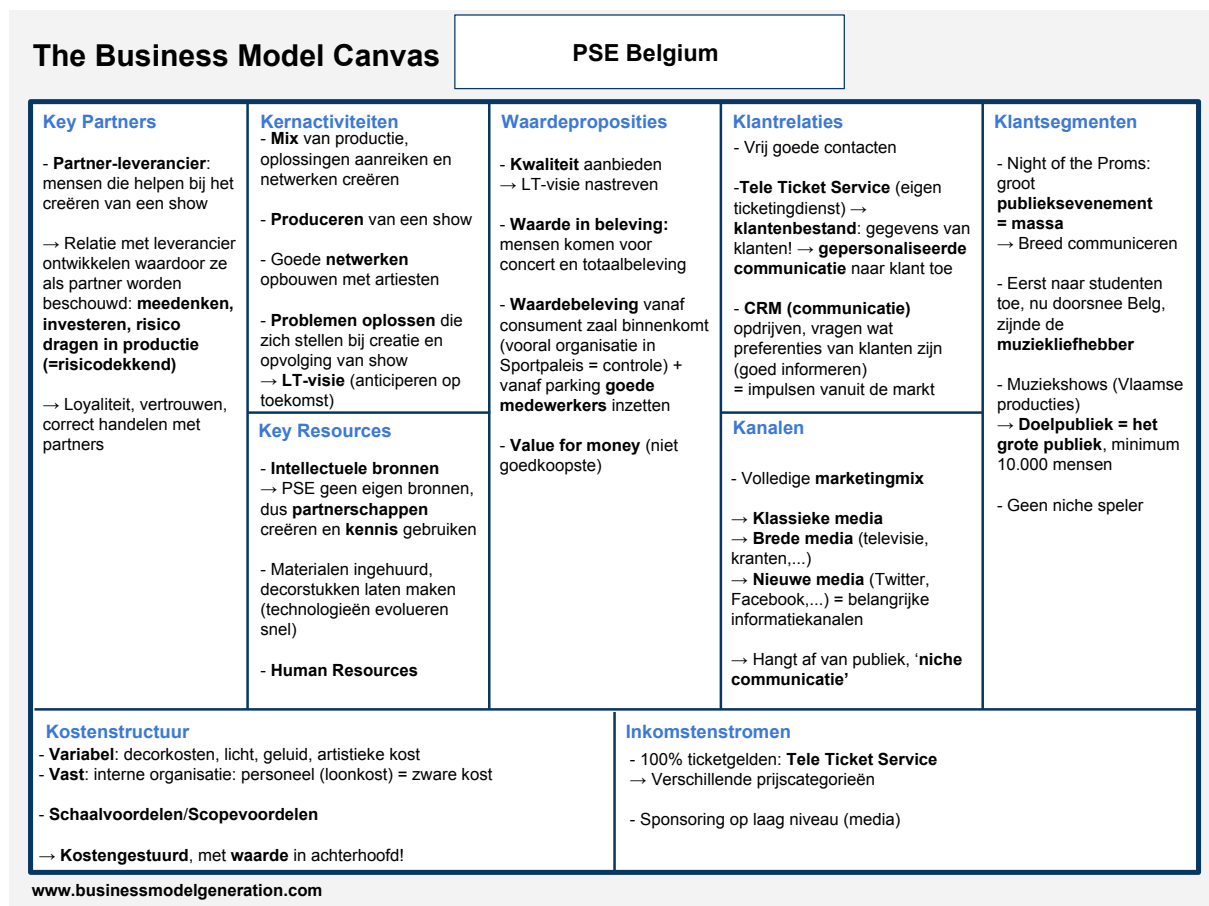 The Business Model Canvas
PSE Belgium
Key Partners
- Partner-leverancier:
mensen die helpen bij het
creëren van een show
→ Relatie met leverancier
ontwikkelen waardoor ze
als partner worden
beschouwd: meedenken,
investeren, risico
dragen in productie
(=risicodekkend)
→ Loyaliteit, vertrouwen,
correct handelen met
partners
Kernactiviteiten
- Mix van productie,
oplossingen aanreiken en
netwerken creëren
- Produceren van een show
- Goede netwerken
opbouwen met artiesten
- Problemen oplossen die
zich stellen bij creatie en
opvolging van show
→ LT-visie (anticiperen op
toekomst)
Key Resources
- Intellectuele bronnen
→ PSE geen eigen bronnen,
dus partnerschappen
creëren en kennis gebruiken
- Materialen ingehuurd,
decorstukken laten maken
(technologieën evolueren
snel)
- Human Resources
Waardeproposities
- Kwaliteit aanbieden
→ LT-visie nastreven
- Waarde in beleving:
mensen komen voor
concert en totaalbeleving
- Waardebeleving vanaf
consument zaal binnenkomt
(vooral organisatie in
Sportpaleis = controle) +
vanaf parking goede
medewerkers inzetten
- Value for money (niet
goedkoopste)
Klantrelaties
- Vrij goede contacten
-Tele Ticket Service (eigen
ticketingdienst) →
klantenbestand: gegevens van
klanten! → gepersonaliseerde
communicatie naar klant toe
- CRM (communicatie)
opdrijven, vragen wat
preferenties van klanten zijn
(goed informeren)
= impulsen vanuit de markt
Kanalen
- Volledige marketingmix
→ Klassieke media
→ Brede media (televisie,
kranten,...)
→ Nieuwe media (Twitter,
Facebook,...) = belangrijke
informatiekanalen
→ Hangt af van publiek, ‘niche
communicatie’
Klantsegmenten
- Night of the Proms:
groot
publieksevenement
= massa
→ Breed communiceren
- Eerst naar studenten
toe, nu doorsnee Belg,
zijnde de
muziekliefhebber
- Muziekshows (Vlaamse
producties)
→ Doelpubliek = het
grote publiek, minimum
10.000 mensen
- Geen niche speler
Kostenstructuur
- Variabel: decorkosten, licht, geluid, artistieke kost
- Vast: interne organisatie: personeel (loonkost) = zware kost
- Schaalvoordelen/Scopevoordelen
→ Kostengestuurd, met waarde in achterhoofd!
Inkomstenstromen
- 100% ticketgelden: Tele Ticket Service
→ Verschillende prijscategorieën
- Sponsoring op laag niveau (media)
www.businessmodelgeneration.com